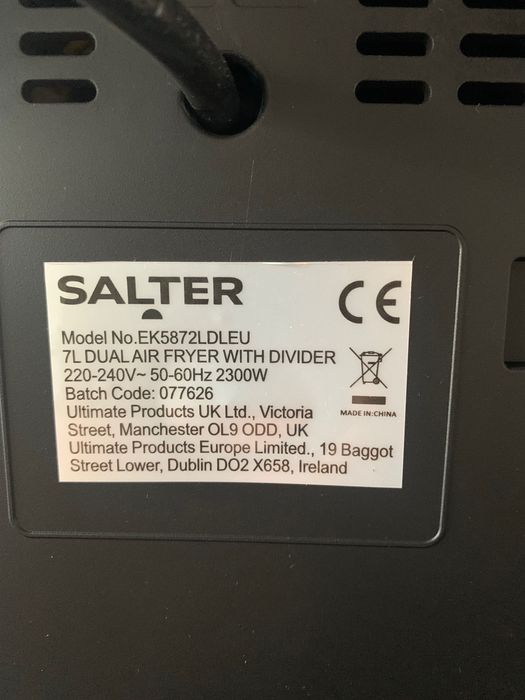 SALTER
CE
Model No.EK5872LDLEU
7L DUAL AIR FRYER WITH DIVIDER
220-240V~ 50-60Hz 2300W
Batch Code: 077626
Ultimate Products UK Ltd., Victoria
Street, Manchester OL9 ODD, UK
Ultimate Products Europe Limited., 19 Baggot
Street Lower, Dublin DO2 X658, Ireland
MADE IN:CHINA